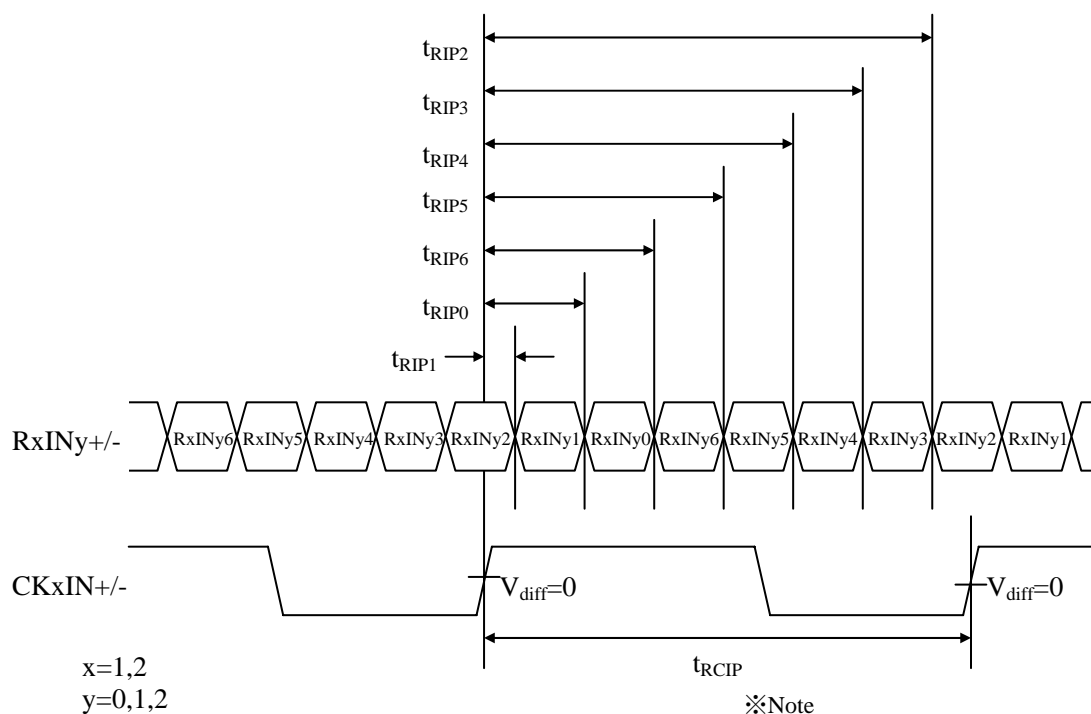 tRIP2
tRIP3
tRIP4
tRIP5
tRIP6
tRIP0
tRIP1
RxINy+/- RxINy6 RxINy5 RxINy4 RxINy3 RxINy2 RxINy1 RxINy0 RxINy6 RxINy5 RxINy4 RxINy3 RxINy2 RxINy1
CKxIN+/- Vdiff=0 Vdiff=0
tRCIP
x=1,2
y=0,1,2
※Note